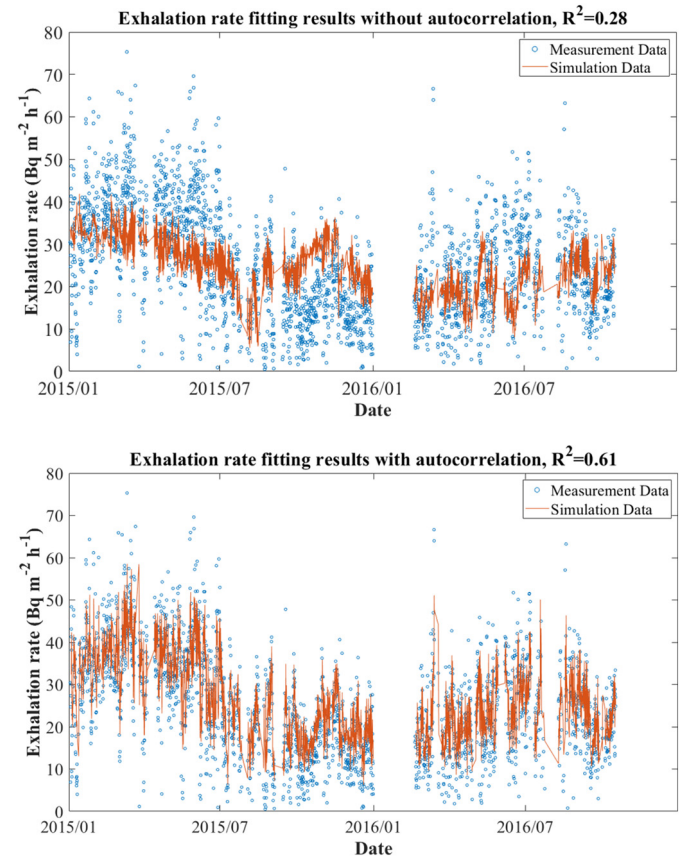 Exhalation rate fitting results without autocorrelation, R²=0.28
80
70
60
50
40
30
20
10
0
Exhalation rate (Bq m⁻² h⁻¹)
Measurement Data
Simulation Data
2015/01 2015/07 2016/01 2016/07
Date
Exhalation rate fitting results with autocorrelation, R²=0.61
80
70
60
50
40
30
20
10
0
Exhalation rate (Bq m⁻² h⁻¹)
Measurement Data
Simulation Data
2015/01 2015/07 2016/01 2016/07
Date